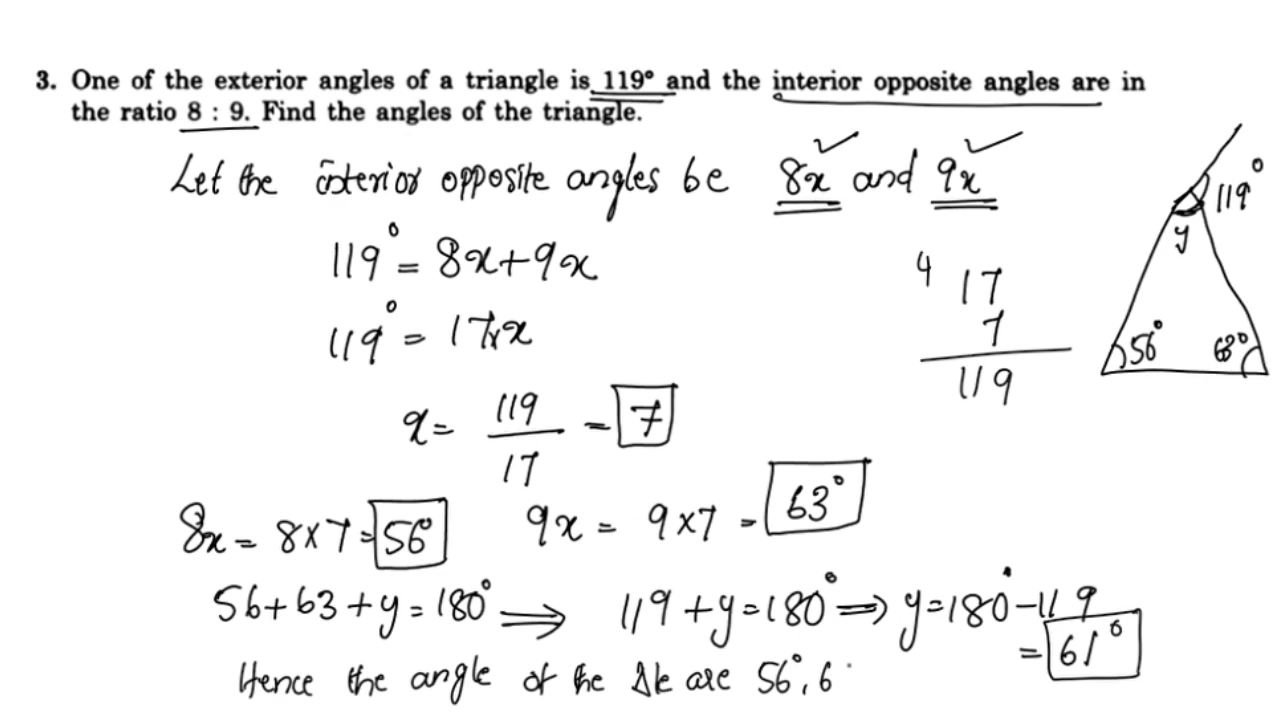 3. One of the exterior angles of a triangle is 119° and the interior opposite angles are in
the ratio 8 : 9. Find the angles of the triangle.
Let the interior opposite angles be 8x and 9x
119° = 8x+9x
119° = 17x
x = 119/17 = 7
4 17
7
119
119°
y
56° 63°
8x = 8×7 = 56° 9x = 9×7 = 63°
56+63+y=180° ⟹ 119+y=180° ⟹ y=180°-119
= 61°
Hence the angle of the Δle are 56°, 6